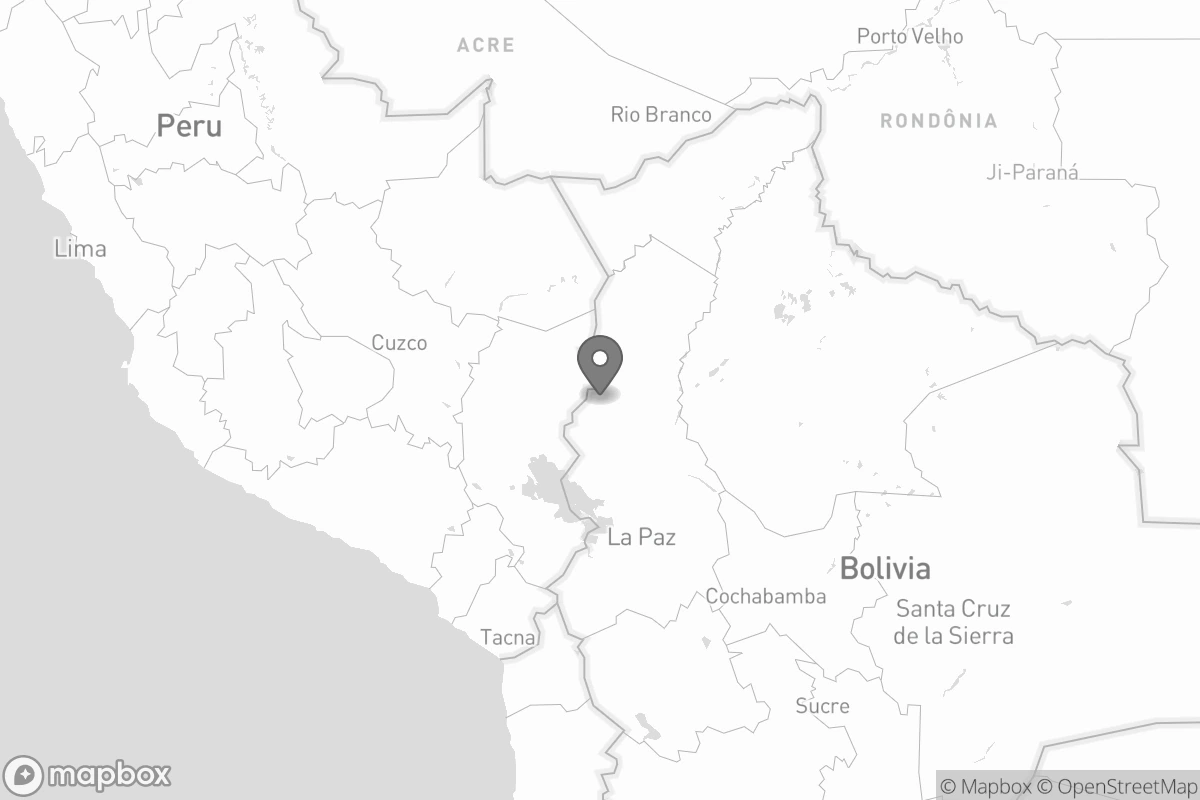 Porto Velho
ACRE
Rio Branco
RONDÔNIA
Peru
Ji-Paraná
Lima
Cuzco
La Paz
Bolivia
Cochabamba
Santa Cruz
de la Sierra
Tacna
Sucre
mapbox
© Mapbox © OpenStreetMap